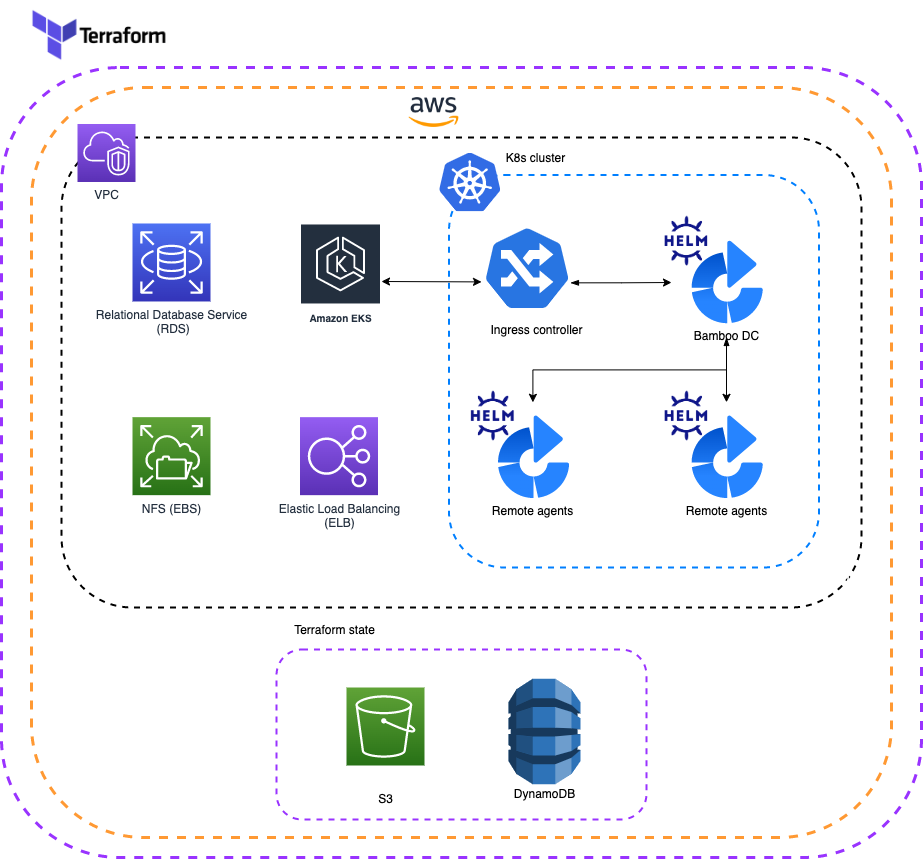 Terraform
aws
K8s cluster
VPC
HELM
Relational Database Service
(RDS)
K
Amazon EKS
Ingress controller
Bamboo DC
HELM
HELM
NFS (EBS)
Elastic Load Balancing
(ELB)
Remote agents
Remote agents
Terraform state
S3
DynamoDB